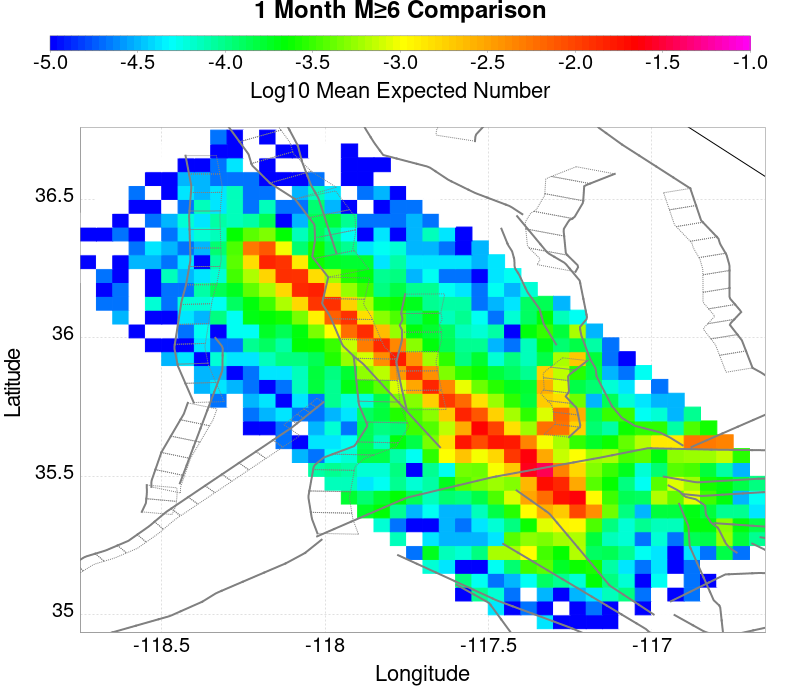 1 Month M≥6 Comparison
-5.0 -4.5 -4.0 -3.5 -3.0 -2.5 -2.0 -1.5 -1.0
Log10 Mean Expected Number
36.5
36
35.5
35
Latitude
-118.5 -118 -117.5 -117
Longitude